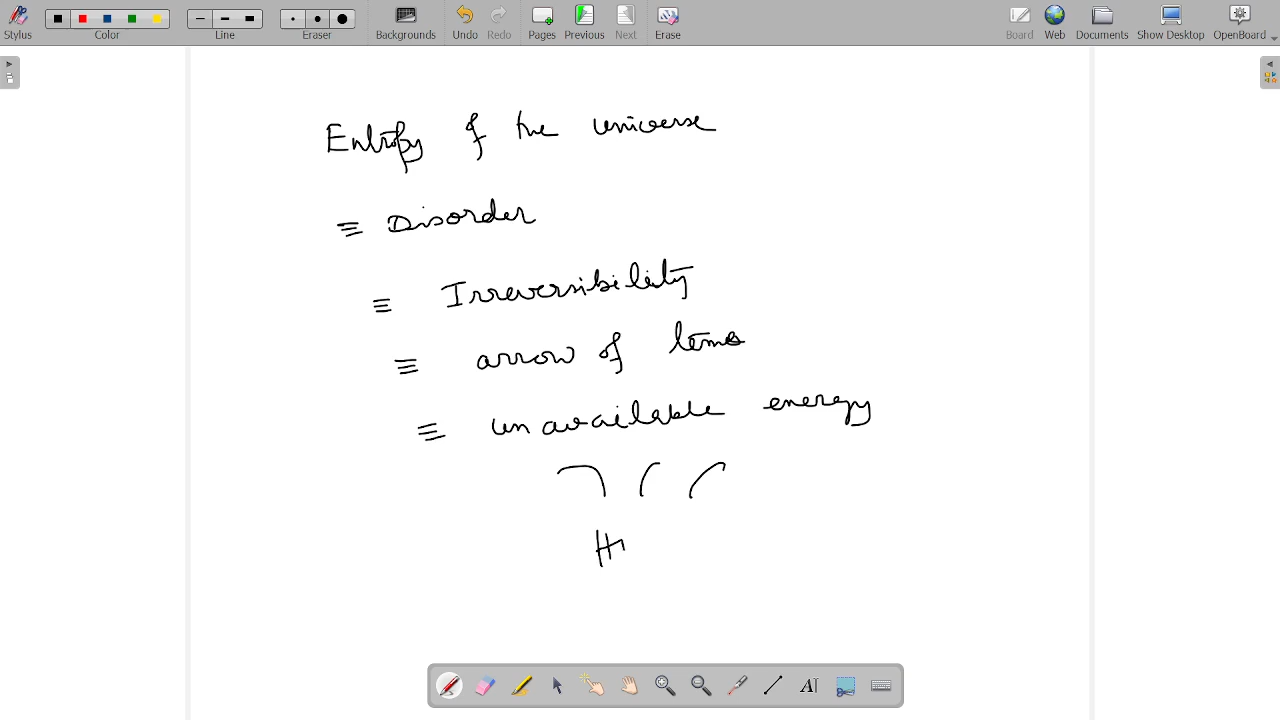 Stylus Color Line Eraser Backgrounds Undo Redo Pages Previous Next Erase Board Web Documents Show Desktop OpenBoard
Entropy of the universe
≡ Disorder
≡ Irreversibility
≡ arrow of time
≡ unavailable energy